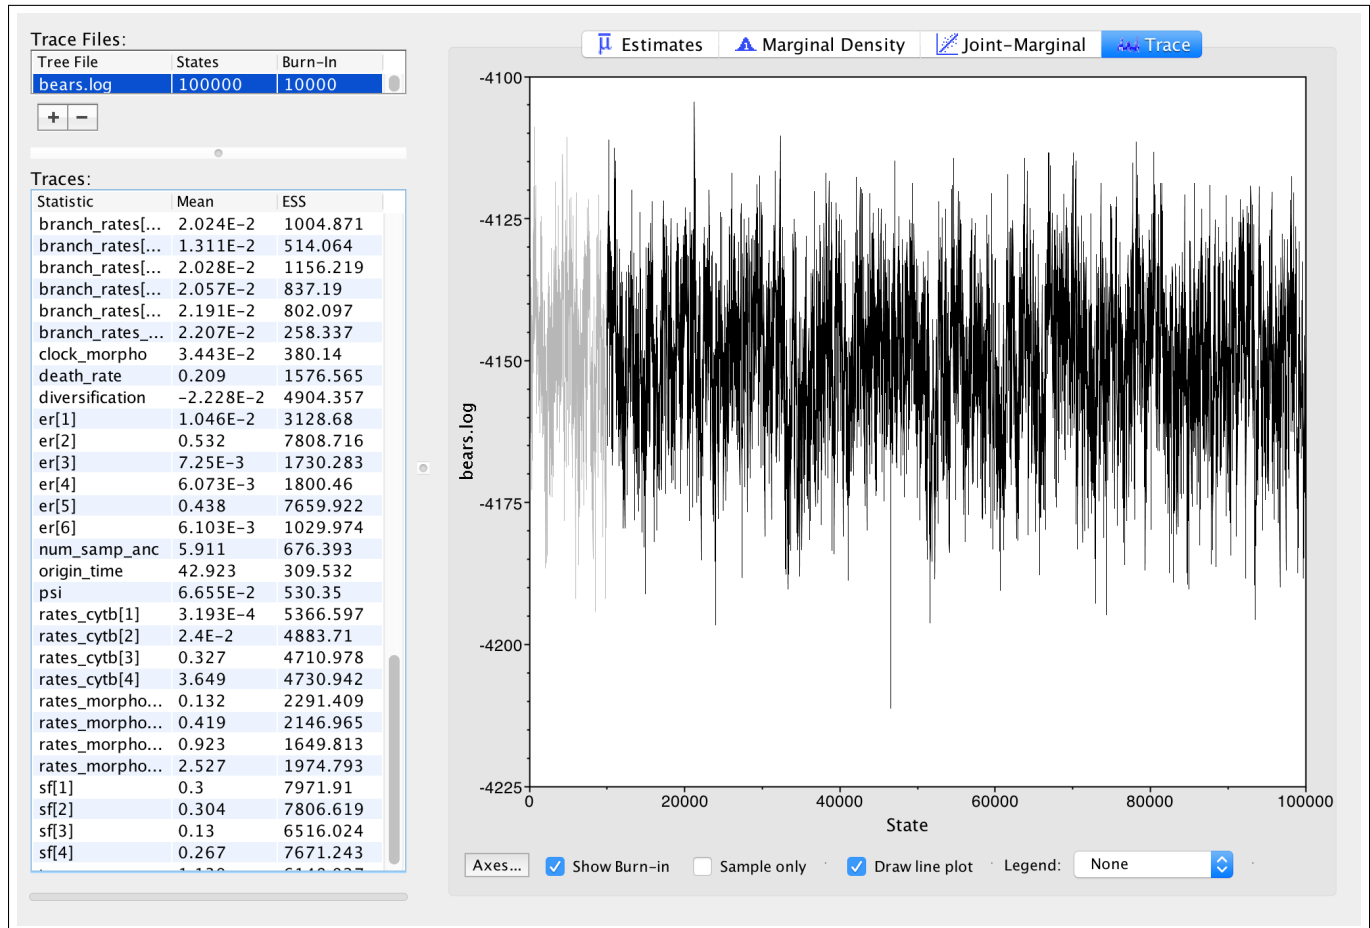 Trace Files:
Tree File States Burn-In
bears.log 100000 10000
+ −
Traces:
Statistic Mean ESS
branch_rates[... 2.024E-2 1004.871
branch_rates[... 1.311E-2 514.064
branch_rates[... 2.028E-2 1156.219
branch_rates[... 2.057E-2 837.19
branch_rates[... 2.191E-2 802.097
branch_rates_... 2.207E-2 258.337
clock_morpho 3.443E-2 380.14
death_rate 0.209 1576.565
diversification -2.228E-2 4904.357
er[1] 1.046E-2 3128.68
er[2] 0.532 7808.716
er[3] 7.25E-3 1730.283
er[4] 6.073E-3 1800.46
er[5] 0.438 7659.922
er[6] 6.103E-3 1029.974
num_samp_anc 5.911 676.393
origin_time 42.923 309.532
psi 6.655E-2 530.35
rates_cytb[1] 3.193E-4 5366.597
rates_cytb[2] 2.4E-2 4883.71
rates_cytb[3] 0.327 4710.978
rates_cytb[4] 3.649 4730.942
rates_morpho... 0.132 2291.409
rates_morpho... 0.419 2146.965
rates_morpho... 0.923 1649.813
rates_morpho... 2.527 1974.793
sf[1] 0.3 7971.91
sf[2] 0.304 7806.619
sf[3] 0.13 6516.024
sf[4] 0.267 7671.243
μ Estimates Marginal Density Joint-Marginal Trace
-4100
-4125
-4150
-4175
-4200
-4225
bears.log
0 20000 40000 60000 80000 100000
State
Axes... Show Burn-in Sample only Draw line plot Legend: None